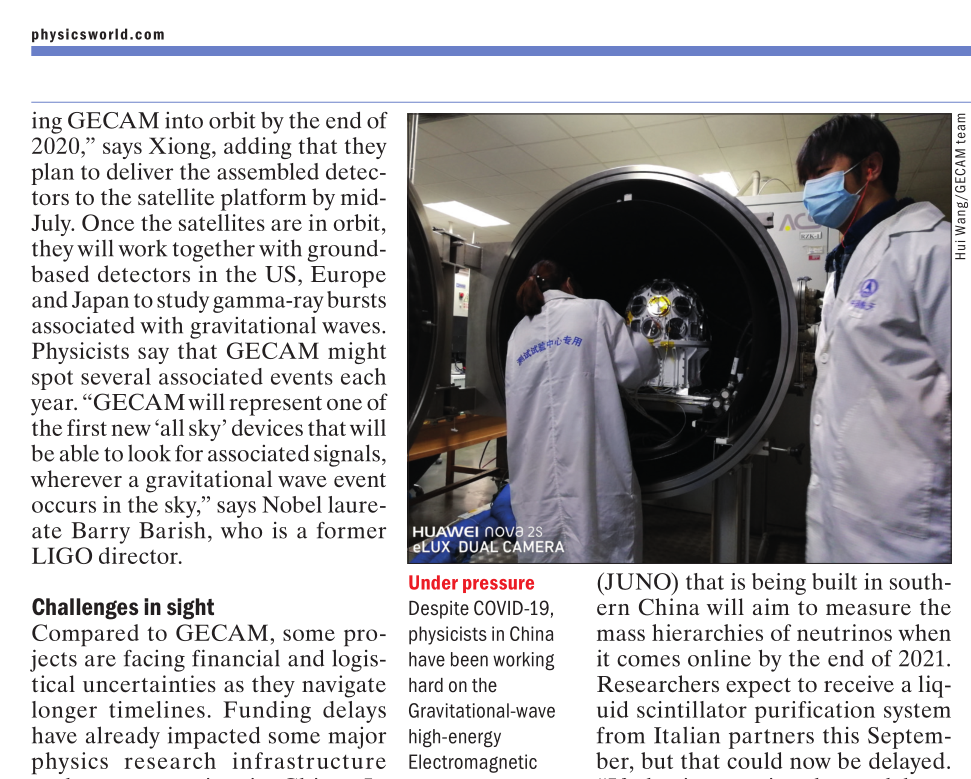 physicsworld.com
ing GECAM into orbit by the end of
2020,” says Xiong, adding that they
plan to deliver the assembled detec-
tors to the satellite platform by mid-
July. Once the satellites are in orbit,
they will work together with ground-
based detectors in the US, Europe
and Japan to study gamma-ray bursts
associated with gravitational waves.
Physicists say that GECAM might
spot several associated events each
year. “GECAM will represent one of
the first new ‘all sky’ devices that will
be able to look for associated signals,
wherever a gravitational wave event
occurs in the sky,” says Nobel laure-
ate Barry Barish, who is a former
LIGO director.
Challenges in sight
Compared to GECAM, some pro-
jects are facing financial and logis-
tical uncertainties as they navigate
longer timelines. Funding delays
have already impacted some major
physics research infrastructure
测试试验中心专用
HUAWEI nova 2S
eLUX DUAL CAMERA
Hui Wang/GECAM team
Under pressure
Despite COVID-19,
physicists in China
have been working
hard on the
Gravitational-wave
high-energy
Electromagnetic
(JUNO) that is being built in south-
ern China will aim to measure the
mass hierarchies of neutrinos when
it comes online by the end of 2021.
Researchers expect to receive a liq-
uid scintillator purification system
from Italian partners this Septem-
ber, but that could now be delayed.